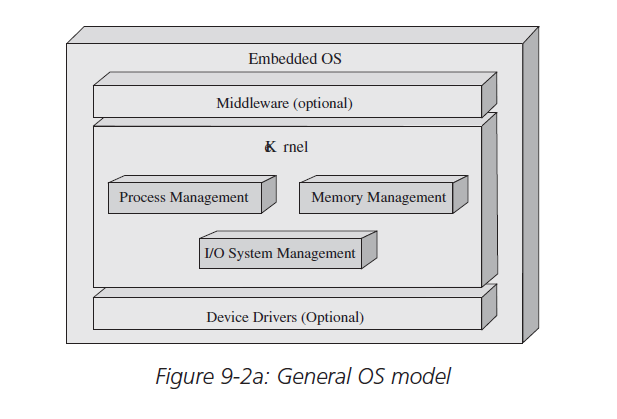 Embedded OS
Middleware (optional)
Kernel
Process Management
Memory Management
I/O System Management
Device Drivers (Optional)
Figure 9-2a: General OS model